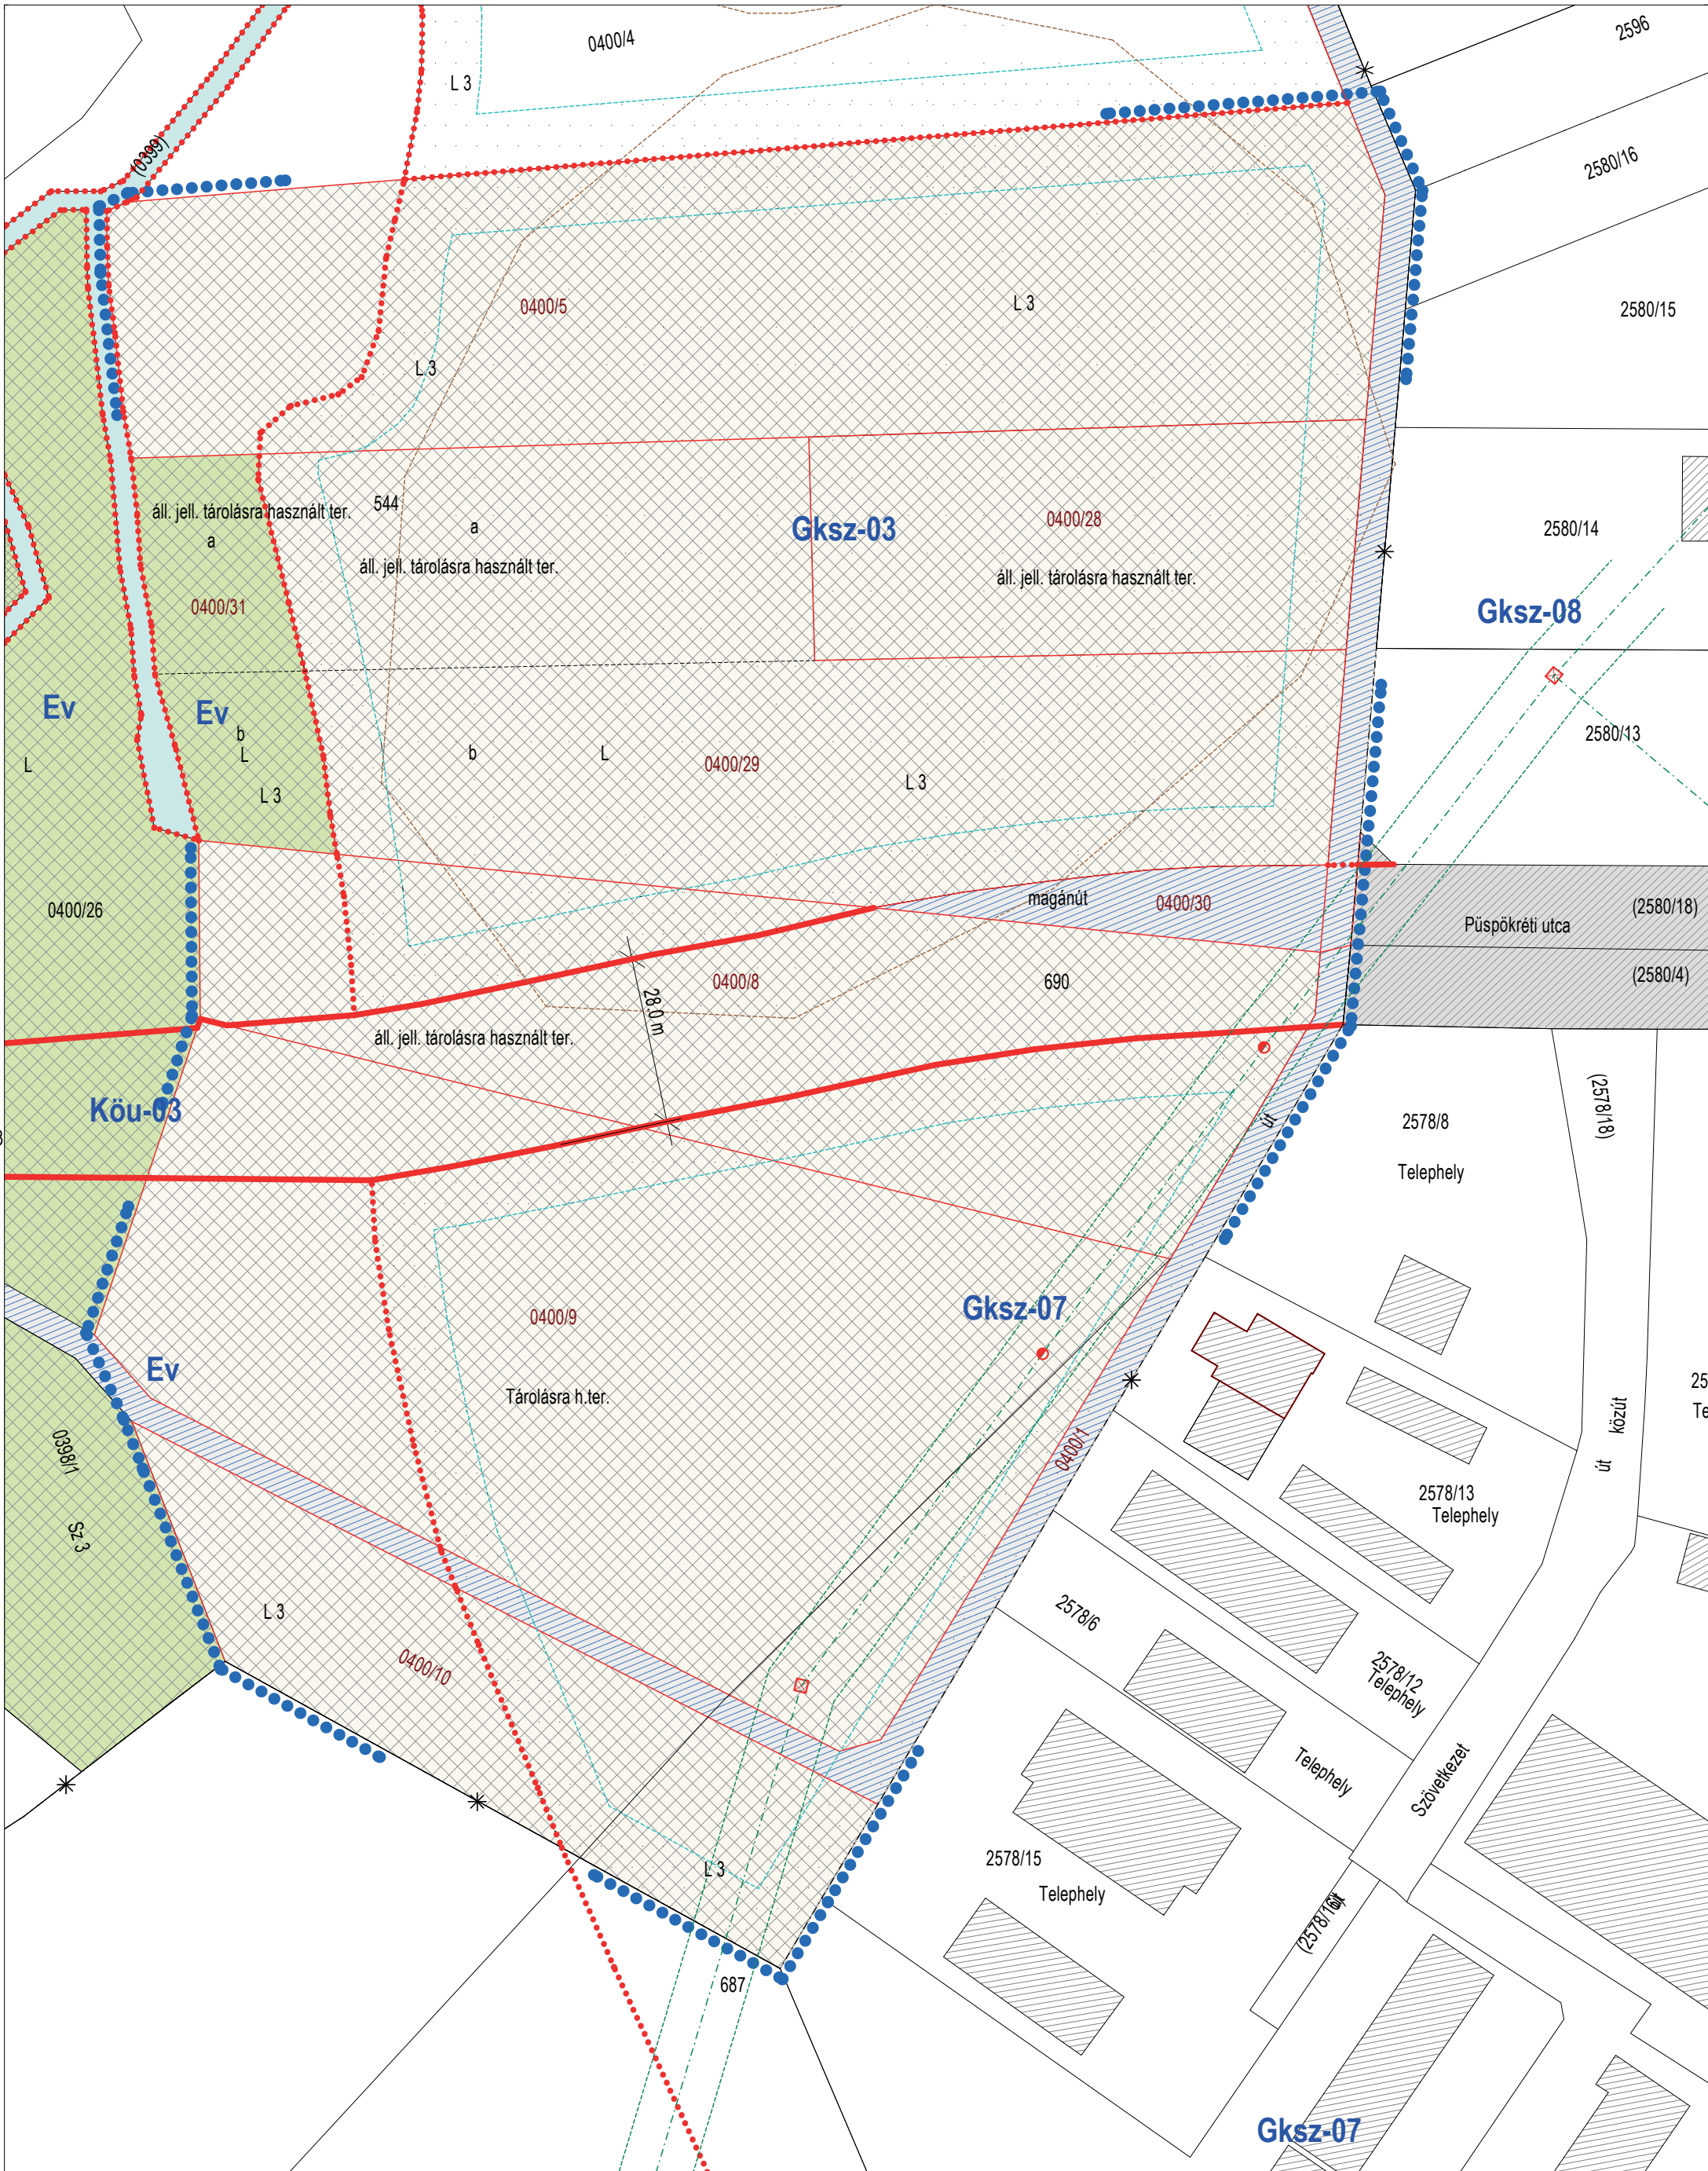 0400/4
2596
L 3
(0399)
2580/16
0400/5
L 3
2580/15
L 3
áll. jell. tárolásra használt ter.
a
544
a
áll. jell. tárolásra használt ter.
Gksz-03
0400/28
áll. jell. tárolásra használt ter.
2580/14
Gksz-08
0400/31
Ev
Ev
b
L
L 3
L
b
L
0400/29
L 3
2580/13
0400/26
magánút
0400/30
Püspökréti utca
(2580/18)
(2580/4)
0400/8
690
28.0 m
áll. jell. tárolásra használt ter.
Köu-03
út
2578/8
Telephely
(2578/18)
0400/9
Gksz-07
Ev
Tárolásra h.ter.
0398/1
Sz 3
0400/1
közút
út
25
Te
2578/13
Telephely
L 3
0400/10
2578/6
2578/12
Telephely
Telephely
Szövetkezet
L 3
2578/15
Telephely
(2578/16)
út
687
Gksz-07